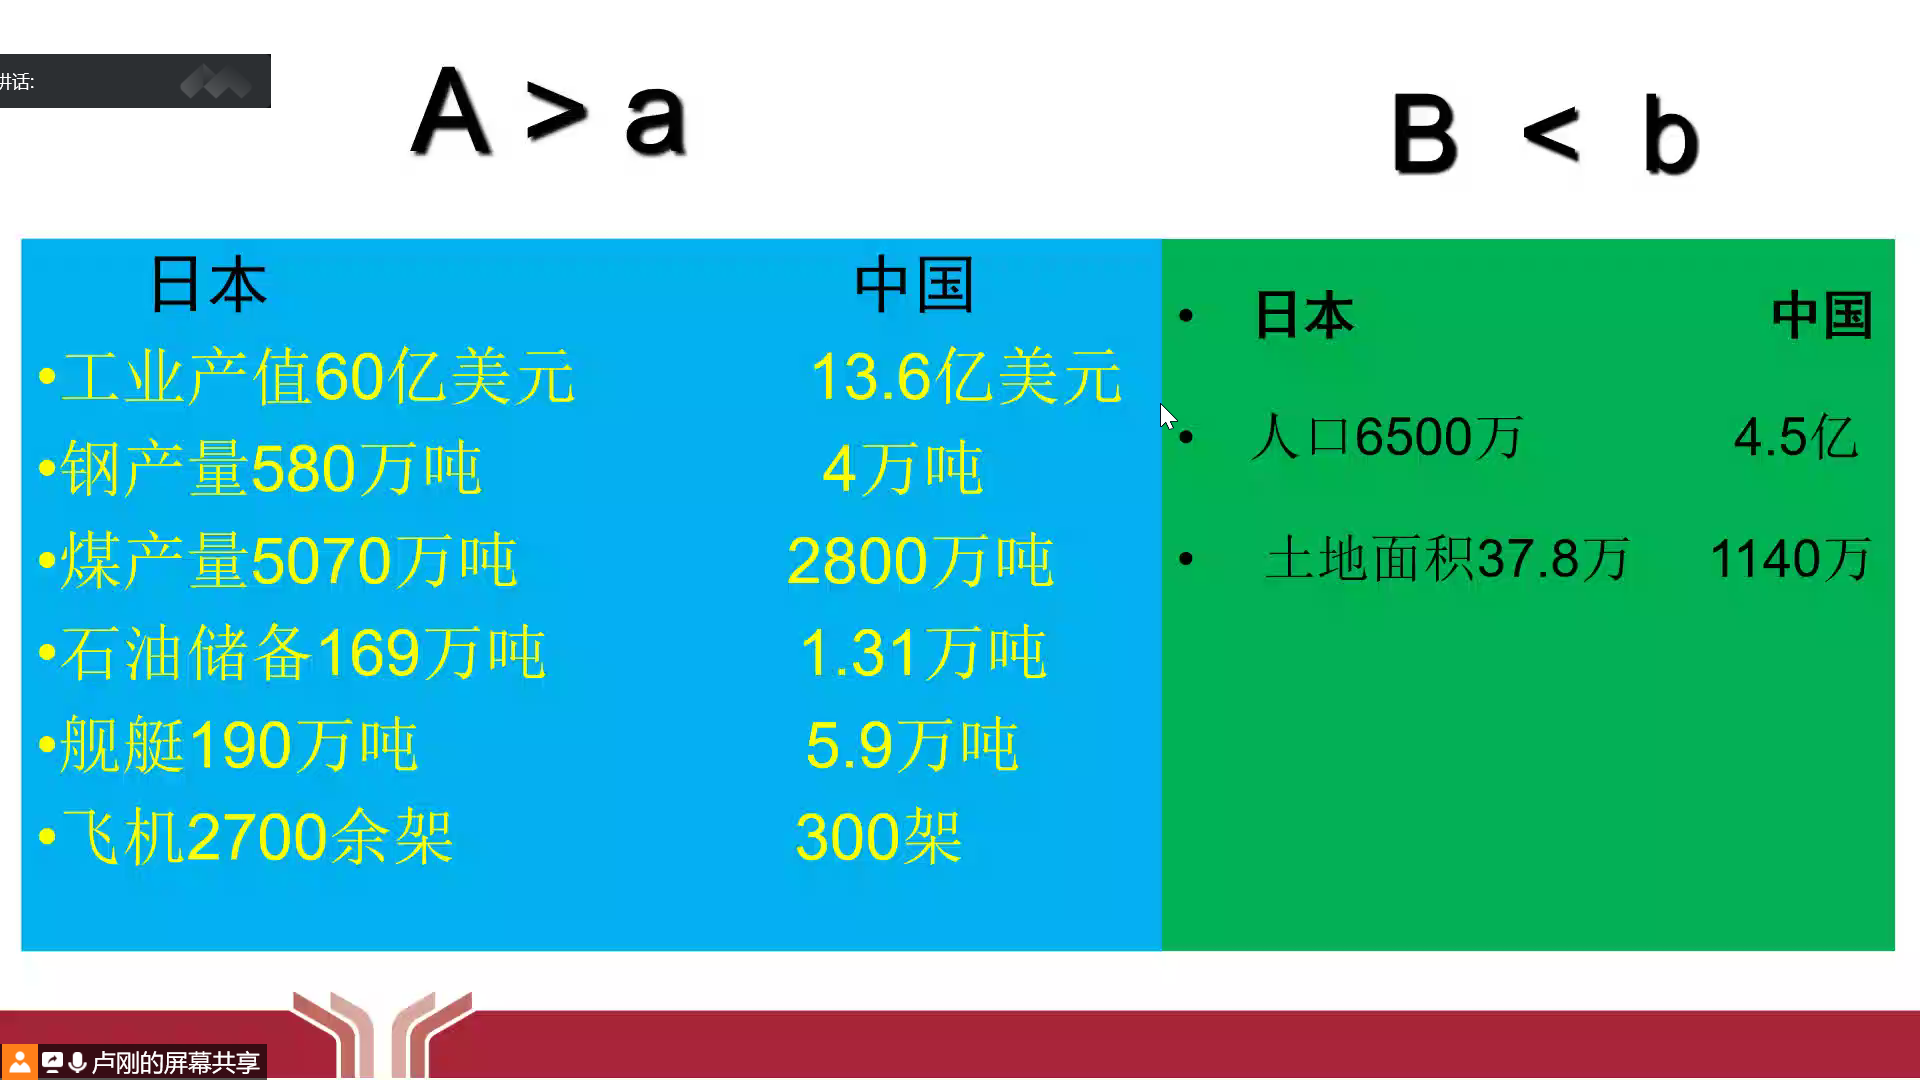 讲话:
A > a
B < b
日本 中国
•工业产值60亿美元 13.6亿美元
•钢产量580万吨 4万吨
•煤产量5070万吨 2800万吨
•石油储备169万吨 1.31万吨
•舰艇190万吨 5.9万吨
•飞机2700余架 300架
• 日本 中国
• 人口6500万 4.5亿
• 土地面积37.8万 1140万
卢刚的屏幕共享